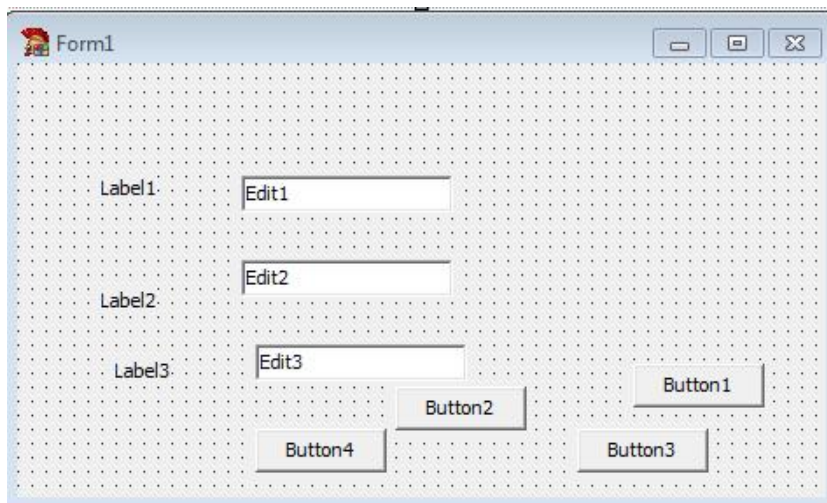 Form1
Label1
Edit1
Edit2
Label2
Edit3
Label3
Button1
Button2
Button4
Button3